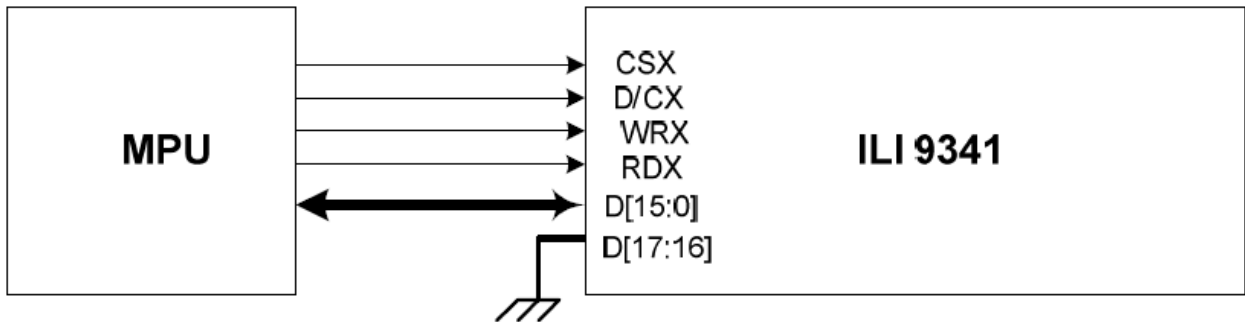 MPU
CSX
D/CX
WRX
RDX
D[15:0]
D[17:16]
ILI 9341